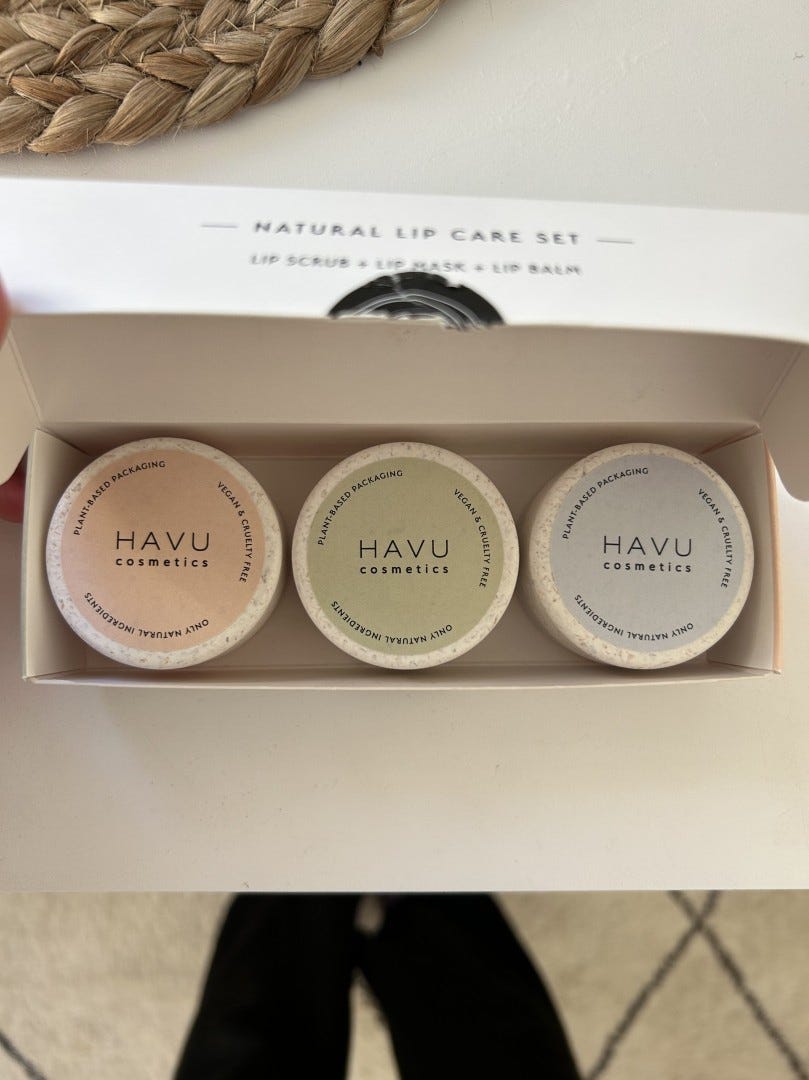 NATURAL LIP CARE SET
LIP SCRUB + LIP MASK + LIP BALM
PLANT-BASED PACKAGING
VEGAN & CRUELTY FREE
HAVU
cosmetics
ONLY NATURAL INGREDIENTS
PLANT-BASED PACKAGING
VEGAN & CRUELTY FREE
HAVU
cosmetics
ONLY NATURAL INGREDIENTS
PLANT-BASED PACKAGING
VEGAN & CRUELTY FREE
HAVU
cosmetics
ONLY NATURAL INGREDIENTS